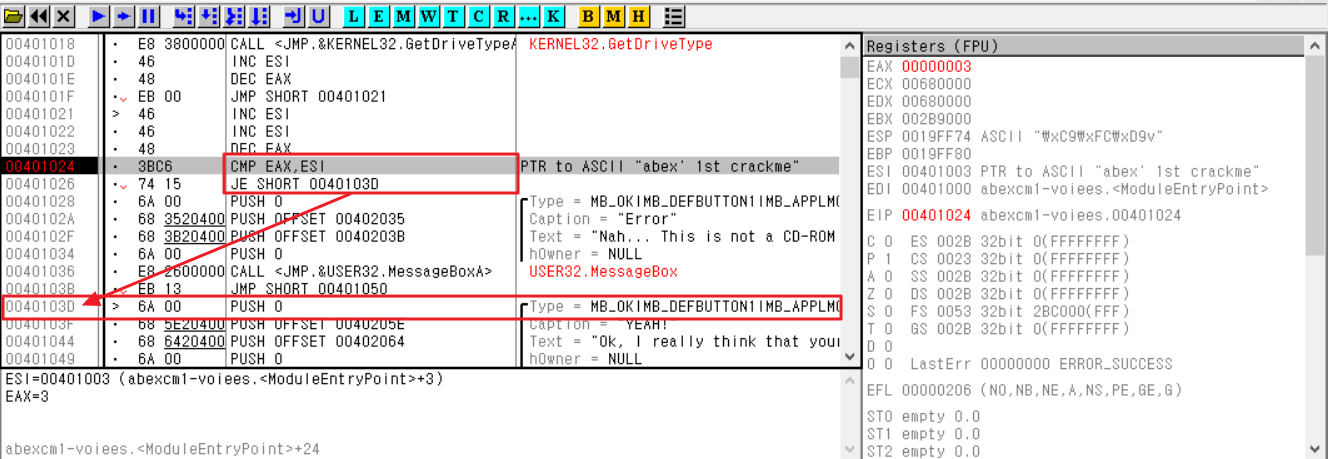 L E M W T C R ... K B M H
00401018 · E8 3800000 CALL <JMP.&KERNEL32.GetDriveTypeA KERNEL32.GetDriveType
0040101D · 46 INC ESI
0040101E · 48 DEC EAX
0040101F · EB 00 JMP SHORT 00401021
00401021 > 46 INC ESI
00401022 · 46 INC ESI
00401023 · 48 DEC EAX
00401024 · 3BC6 CMP EAX,ESI PTR to ASCII "abex' 1st crackme"
00401026 · 74 15 JE SHORT 0040103D
00401028 · 6A 00 PUSH 0 Type = MB_OK|MB_DEFBUTTON1|MB_APPLMO
0040102A · 68 3520400 PUSH OFFSET 00402035 Caption = "Error"
0040102F · 68 3B20400 PUSH OFFSET 0040203B Text = "Nah... This is not a CD-ROM
00401034 · 6A 00 PUSH 0 hOwner = NULL
00401036 · E8 2600000 CALL <JMP.&USER32.MessageBoxA> USER32.MessageBox
0040103B · EB 13 JMP SHORT 00401050
0040103D > 6A 00 PUSH 0 Type = MB_OK|MB_DEFBUTTON1|MB_APPLMO
0040103F · 68 5E20400 PUSH OFFSET 0040205E Caption = "YEAH!"
00401044 · 68 6420400 PUSH OFFSET 00402064 Text = "Ok, I really think that your
00401049 · 6A 00 PUSH 0 hOwner = NULL
ESI=00401003 (abexcm1-voiees.<ModuleEntryPoint>+3)
EAX=3
abexcm1-voiees.<ModuleEntryPoint>+24
Registers (FPU)
EAX 00000003
ECX 00680000
EDX 00680000
EBX 002B9000
ESP 0019FF74 ASCII "₩xC9₩xFC₩xD9v"
EBP 0019FF80
ESI 00401003 PTR to ASCII "abex' 1st crackme"
EDI 00401000 abexcm1-voiees.<ModuleEntryPoint>
EIP 00401024 abexcm1-voiees.00401024
C 0 ES 002B 32bit 0(FFFFFFFF)
P 1 CS 0023 32bit 0(FFFFFFFF)
A 0 SS 002B 32bit 0(FFFFFFFF)
Z 0 DS 002B 32bit 0(FFFFFFFF)
S 0 FS 0053 32bit 2BC000(FFF)
T 0 GS 002B 32bit 0(FFFFFFFF)
D 0
O 0 LastErr 00000000 ERROR_SUCCESS
EFL 00000206 (NO,NB,NE,A,NS,PE,GE,G)
ST0 empty 0.0
ST1 empty 0.0
ST2 empty 0.0